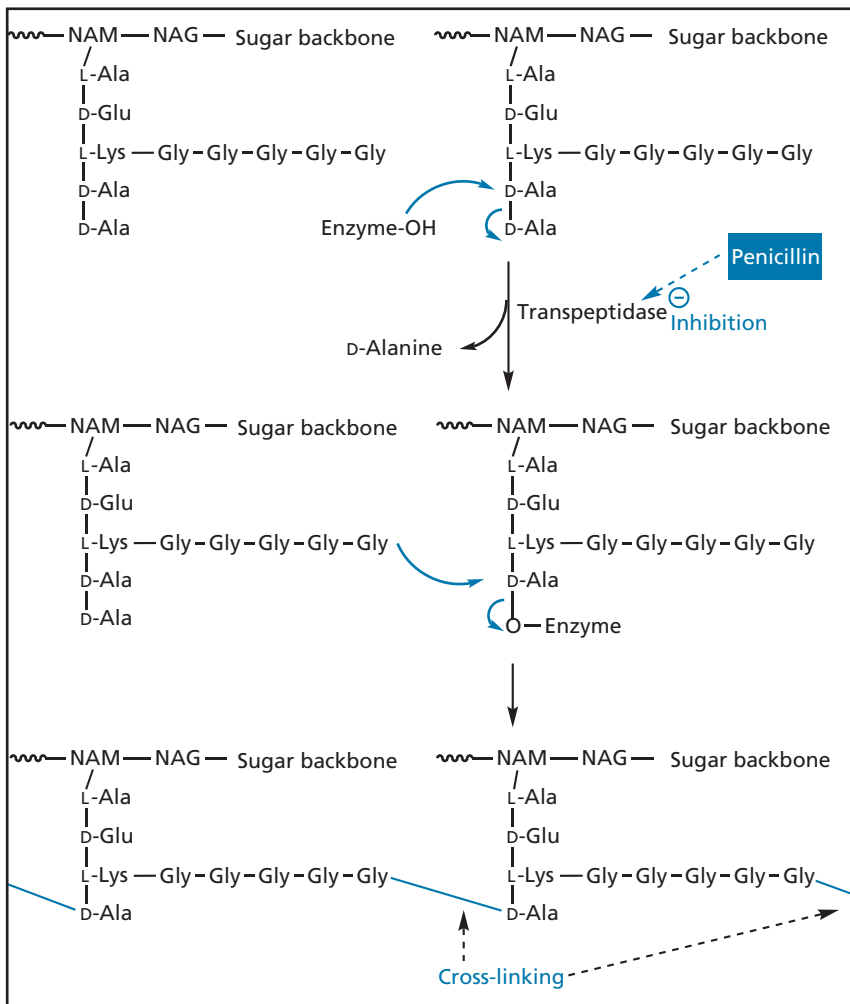 NAM — NAG — Sugar backbone NAM — NAG — Sugar backbone
L-Ala L-Ala
D-Glu D-Glu
L-Lys — Gly – Gly – Gly – Gly – Gly L-Lys — Gly – Gly – Gly – Gly – Gly
D-Ala D-Ala
D-Ala Enzyme-OH D-Ala
Penicillin
Transpeptidase −
Inhibition
D-Alanine
NAM — NAG — Sugar backbone NAM — NAG — Sugar backbone
L-Ala L-Ala
D-Glu D-Glu
L-Lys — Gly – Gly – Gly – Gly – Gly L-Lys — Gly – Gly – Gly – Gly – Gly
D-Ala D-Ala
D-Ala O — Enzyme
NAM — NAG — Sugar backbone NAM — NAG — Sugar backbone
L-Ala L-Ala
D-Glu D-Glu
L-Lys — Gly – Gly – Gly – Gly – Gly L-Lys — Gly – Gly – Gly – Gly – Gly
D-Ala D-Ala
Cross-linking